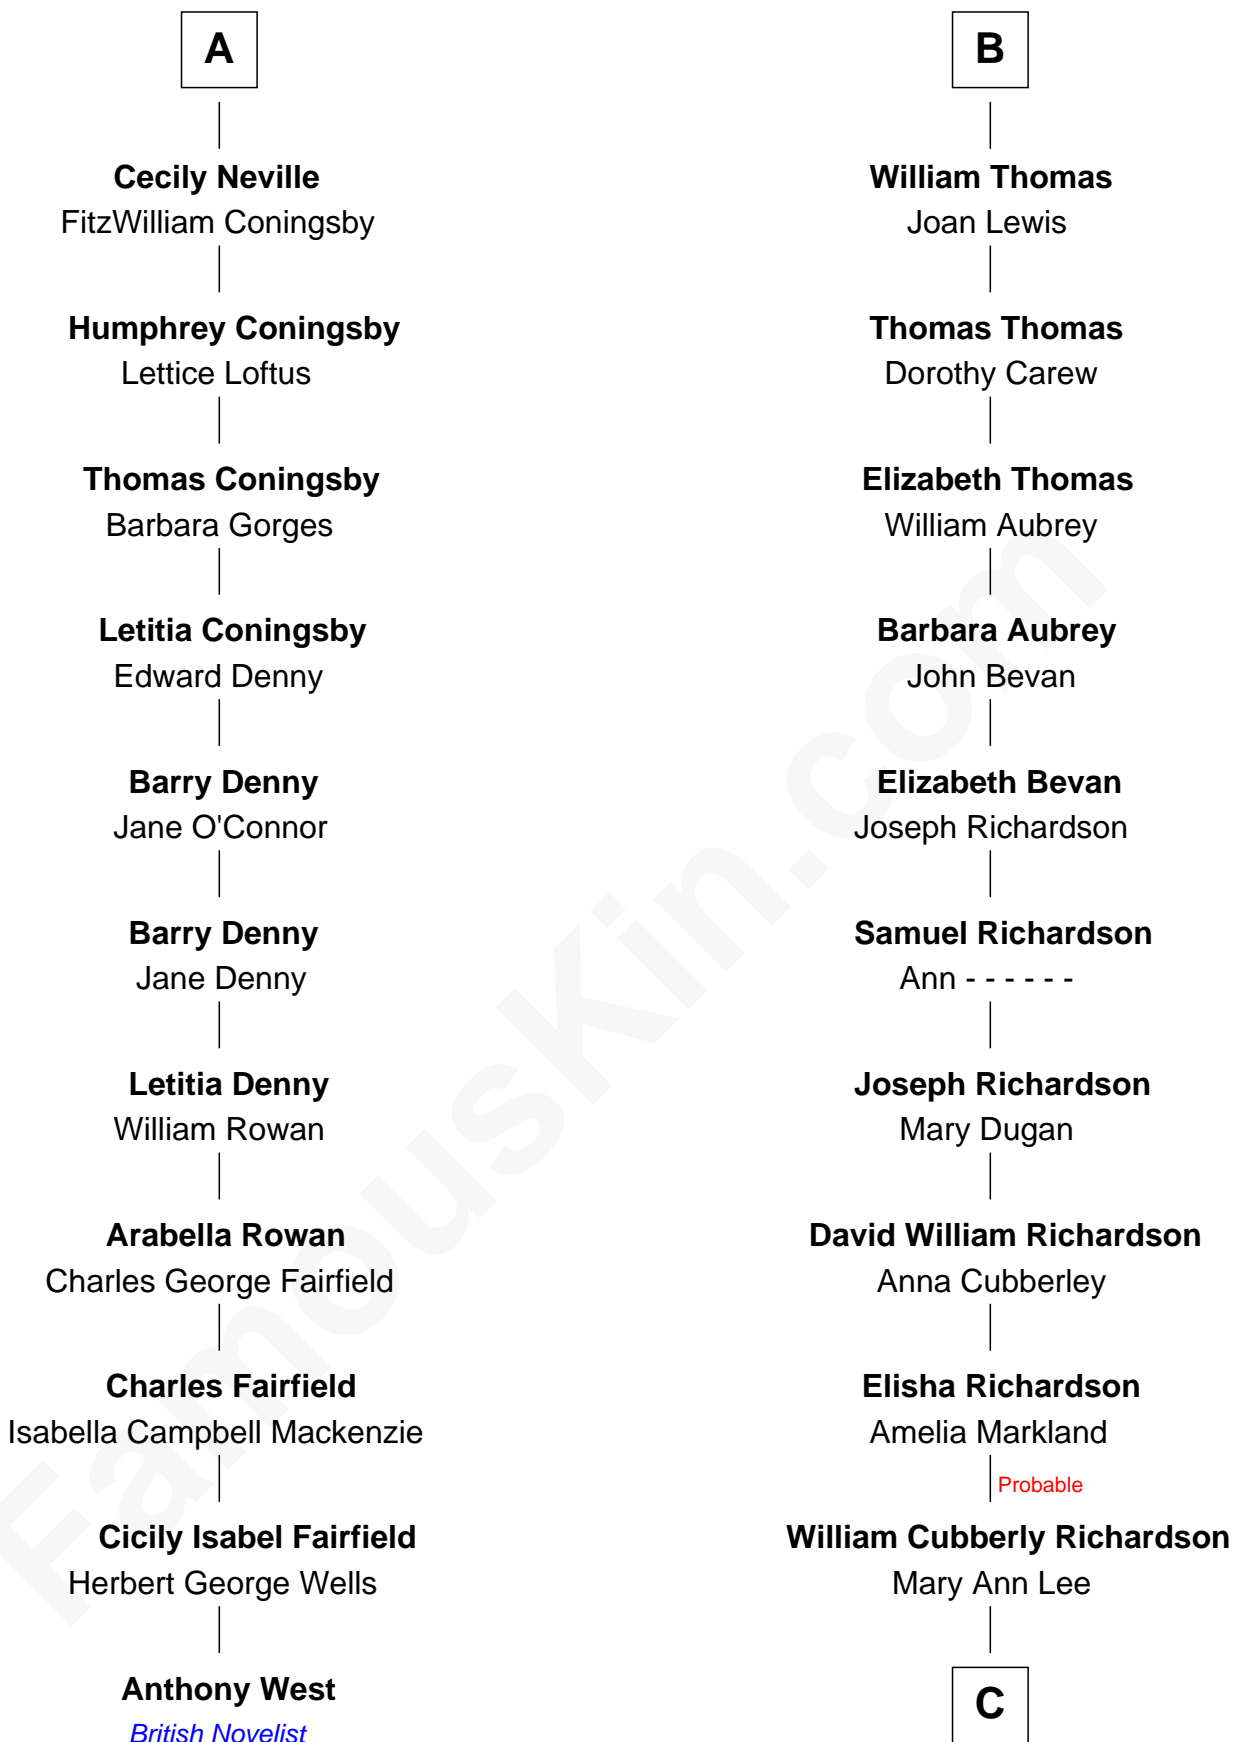 A
Cecily Neville
FitzWilliam Coningsby
Humphrey Coningsby
Lettice Loftus
Thomas Coningsby
Barbara Gorges
Letitia Coningsby
Edward Denny
Barry Denny
Jane O'Connor
Barry Denny
Jane Denny
Letitia Denny
William Rowan
Arabella Rowan
Charles George Fairfield
Charles Fairfield
Isabella Campbell Mackenzie
Cicily Isabel Fairfield
Herbert George Wells
Anthony West
British Novelist
B
William Thomas
Joan Lewis
Thomas Thomas
Dorothy Carew
Elizabeth Thomas
William Aubrey
Barbara Aubrey
John Bevan
Elizabeth Bevan
Joseph Richardson
Samuel Richardson
Ann - - - - - -
Joseph Richardson
Mary Dugan
David William Richardson
Anna Cubberley
Elisha Richardson
Amelia Markland
Probable
William Cubberly Richardson
Mary Ann Lee
C
FamousKin.com